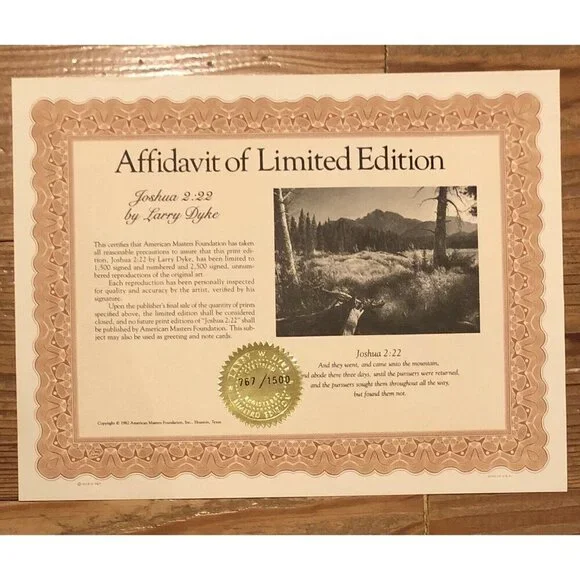 Affidavit of Limited Edition
Joshua 2:22
by Larry Dyke
This certifies that American Masters Foundation has taken
all reasonable precautions to assure that this print edi-
tion, Joshua 2:22 by Larry Dyke, has been limited to
1,500 signed and numbered and 2,500 signed, unnum-
bered reproductions of the original art.
Each reproduction has been personally inspected
for quality and accuracy by the artist, verified by his
signature.
Upon the publisher's final sale of the quantity of prints
specified above, the limited edition shall be considered
closed, and no future print editions of "Joshua 2:22" shall
be published by American Masters Foundation. This sub-
ject may also be used in greeting and note cards.
767/1500
Joshua 2:22
And they went, and came unto the mountain,
and abode there three days, until the pursuers were returned,
and the pursuers sought them throughout all the way,
but found them not.
Copyright © 1982 American Masters Foundation, Inc., Houston, Texas